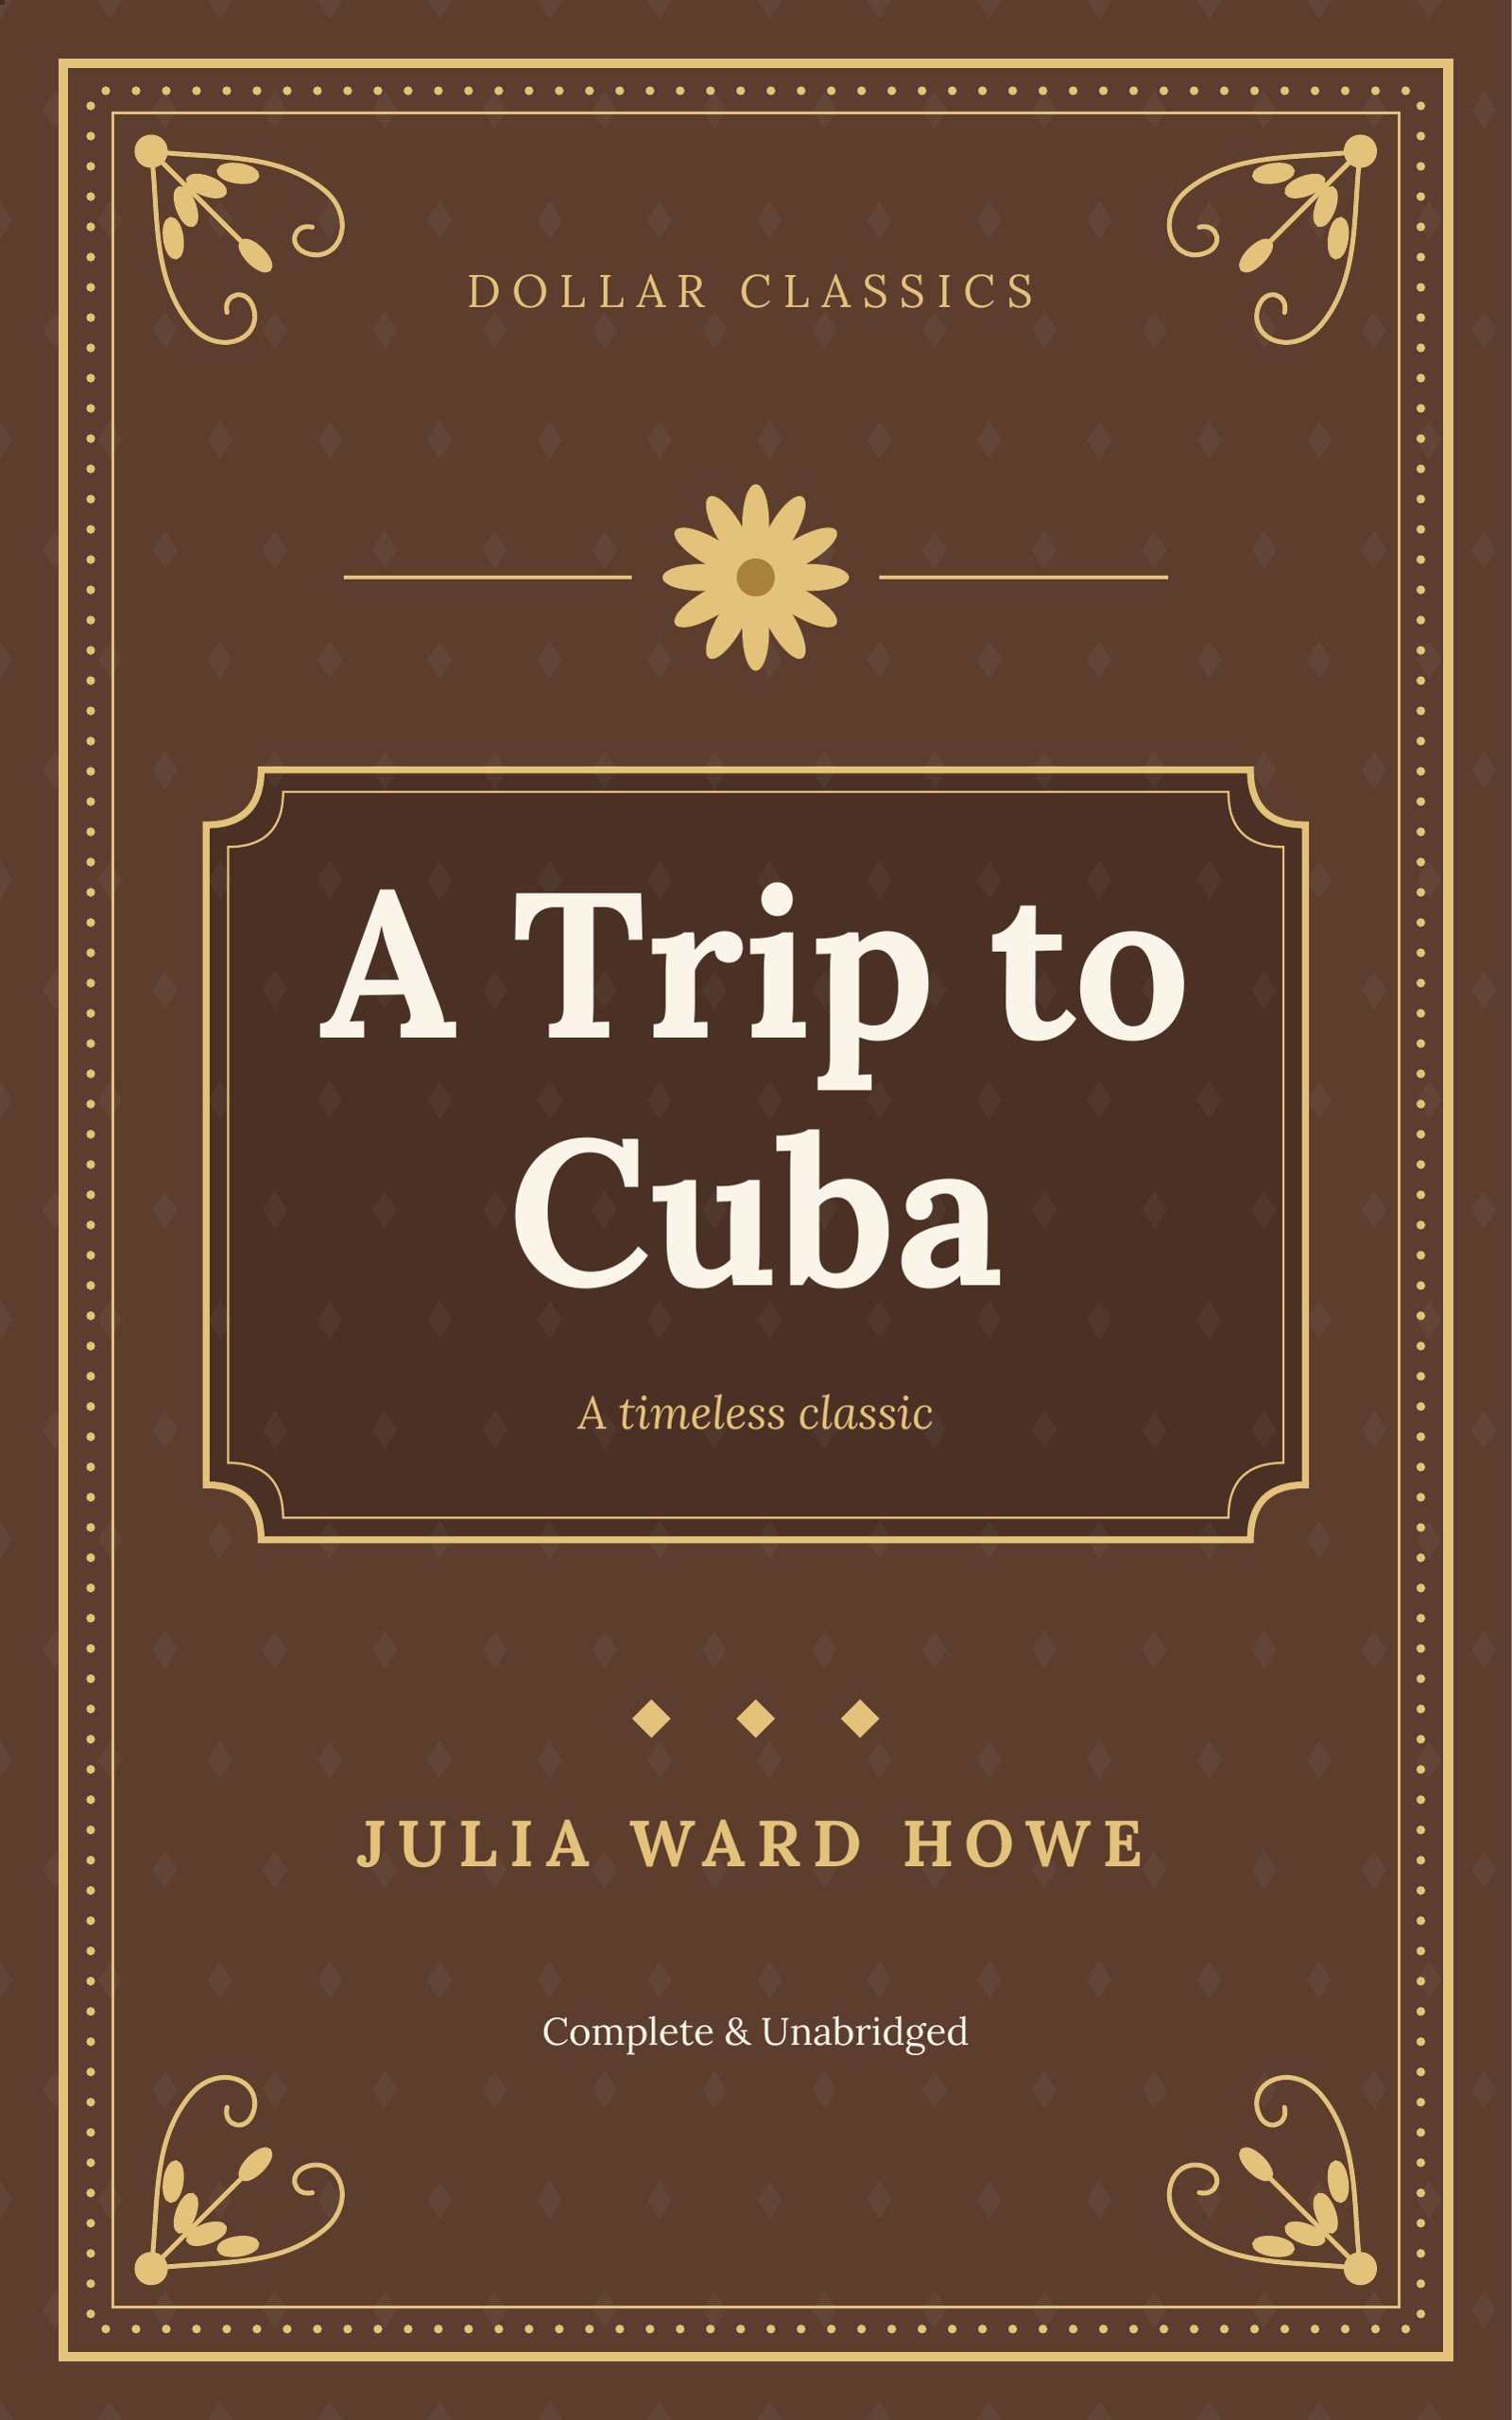 DOLLAR CLASSICS
A Trip to
Cuba
A timeless classic
JULIA WARD HOWE
Complete & Unabridged